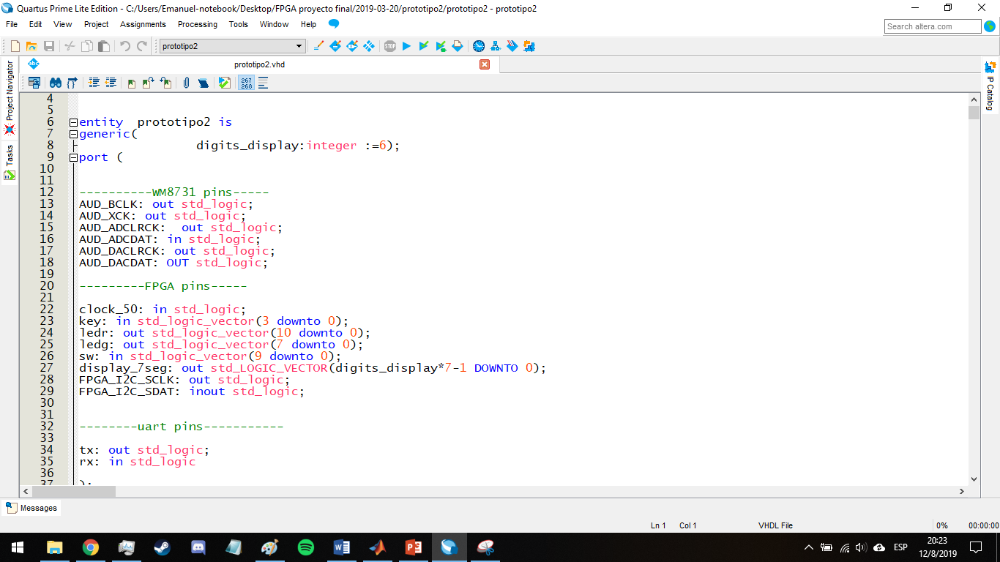 Quartus Prime Lite Edition - C:/Users/Emanuel-notebook/Desktop/FPGA proyecto final/2019-03-20/prototipo2/prototipo2 - prototipo2
File Edit View Project Assignments Processing Tools Window Help
Search altera.com
prototipo2
STOP
abc
prototipo2.vhd
267
268
Project Navigator
Tasks
IP Catalog
4
5
6 entity  prototipo2 is
7 generic(
8 digits_display:integer :=6);
9 port (
10
11
12 ----------WM8731 pins-----
13 AUD_BCLK: out std_logic;
14 AUD_XCK: out std_logic;
15 AUD_ADCLRCK:  out std_logic;
16 AUD_ADCDAT: in std_logic;
17 AUD_DACLRCK: out std_logic;
18 AUD_DACDAT: OUT std_logic;
19
20 ---------FPGA pins-----
21
22 clock_50: in std_logic;
23 key: in std_logic_vector(3 downto 0);
24 ledr: out std_logic_vector(10 downto 0);
25 ledg: out std_logic_vector(7 downto 0);
26 sw: in std_logic_vector(9 downto 0);
27 display_7seg: out std_LOGIC_VECTOR(digits_display*7-1 DOWNTO 0);
28 FPGA_I2C_SCLK: out std_logic;
29 FPGA_I2C_SDAT: inout std_logic;
30
31
32 --------uart pins-----------
33
34 tx: out std_logic;
35 rx: in std_logic
36
37 );
Messages
Ln 1 Col 1 VHDL File 0% 00:00:00
ESP
20:23
12/8/2019